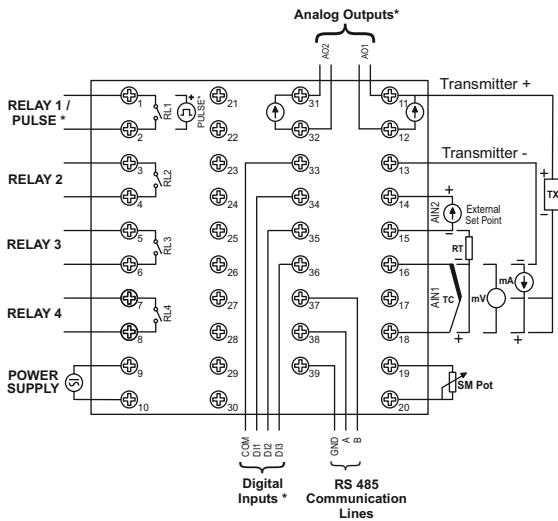 Analog Outputs*
AO2
AO1
Transmitter +
RELAY 1 /
PULSE *
1
RL1
+
PULSE*
21
31
11
2
22
32
12
Transmitter -
RELAY 2
3
RL2
23
33
13
4
24
34
14
+
AIN2
External
Set Point
+
TX
-
RELAY 3
5
RL3
25
35
15
-
RT
6
26
36
16
-
AIN1
TC
mV
mA
-
RELAY 4
7
RL4
27
37
17
8
28
38
18
+
+
POWER
SUPPLY
9
29
39
19
SM Pot
10
30
20
COM
DI1
DI2
DI3
GND
A
B
Digital
Inputs *
RS 485
Communication
Lines